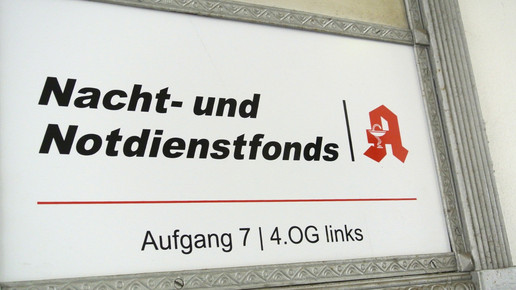 Nacht- und
Notdienstfonds
Aufgang 7 | 4.OG links